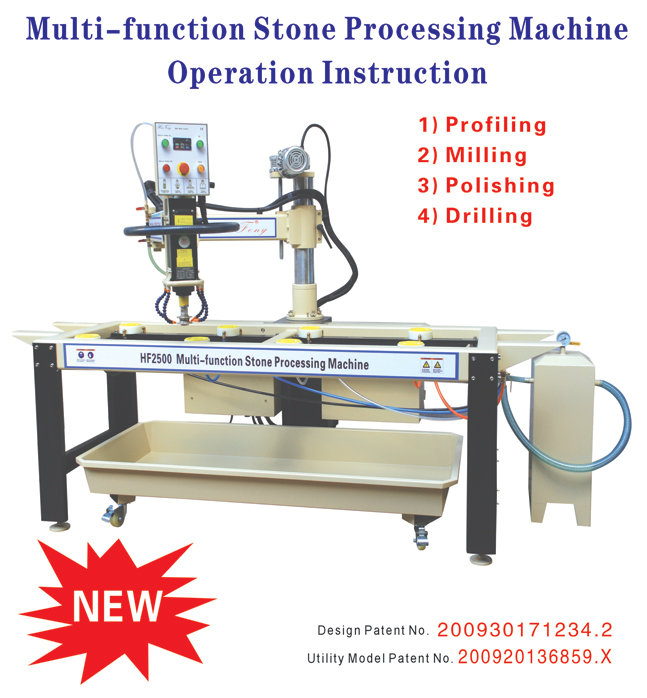 Multi-function Stone Processing Machine
Operation Instruction
1) Profiling
2) Milling
3) Polishing
4) Drilling
HF2500 Multi-function Stone Processing Machine
NEW
Design Patent No. 200930171234.2
Utility Model Patent No. 200920136859.X